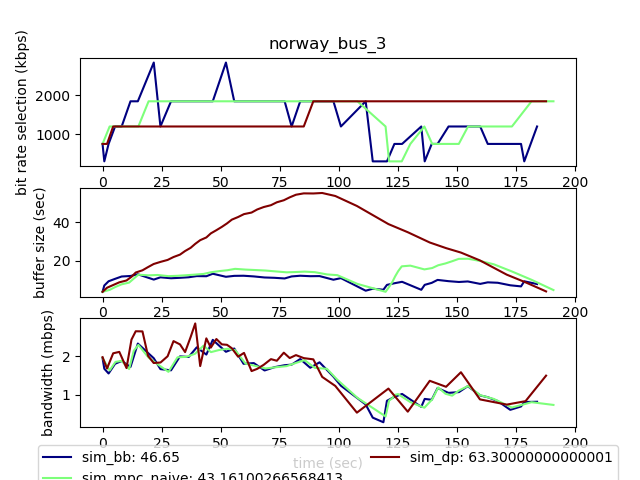 norway_bus_3
bit rate selection (kbps)
2000
1000
0 25 50 75 100 125 150 175 200
buffer size (sec)
40
20
0 25 50 75 100 125 150 175 200
bandwidth (mbps)
2
1
0 25 50 75 100 125 150 175 200
time (sec)
sim_bb: 46.65
sim_dp: 63.30000000000001
sim_mpc_naive: 43.16100266568413